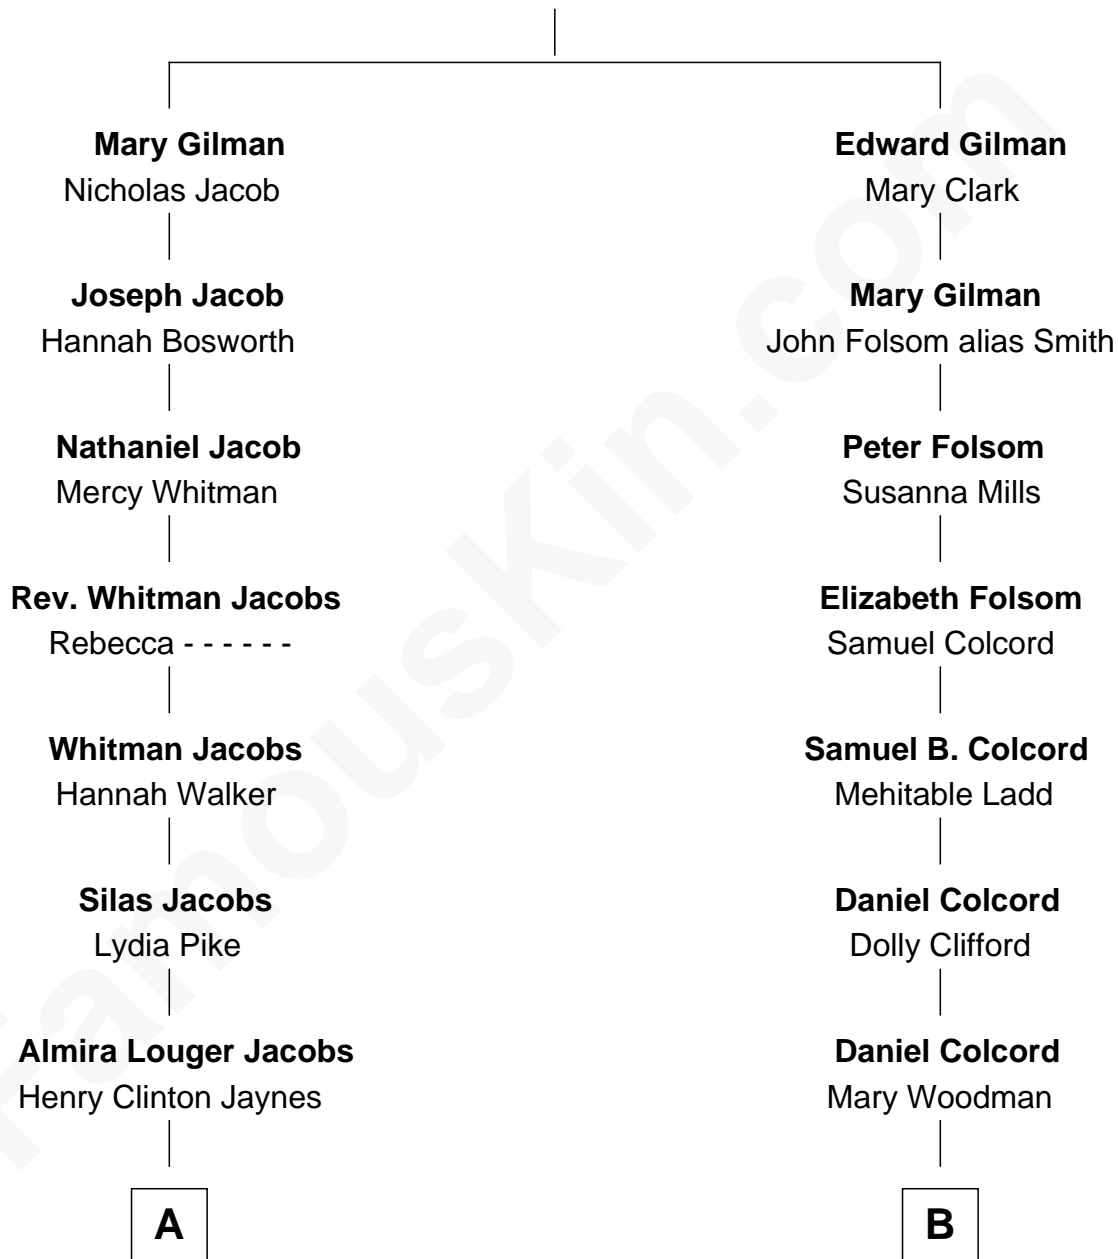 Mary Gilman
Nicholas Jacob
Joseph Jacob
Hannah Bosworth
Nathaniel Jacob
Mercy Whitman
Rev. Whitman Jacobs
Rebecca - - - - - -
Whitman Jacobs
Hannah Walker
Silas Jacobs
Lydia Pike
Almira Louger Jacobs
Henry Clinton Jaynes
A
Edward Gilman
Mary Clark
Mary Gilman
John Folsom alias Smith
Peter Folsom
Susanna Mills
Elizabeth Folsom
Samuel Colcord
Samuel B. Colcord
Mehitable Ladd
Daniel Colcord
Dolly Clifford
Daniel Colcord
Mary Woodman
B
FamousKin.com